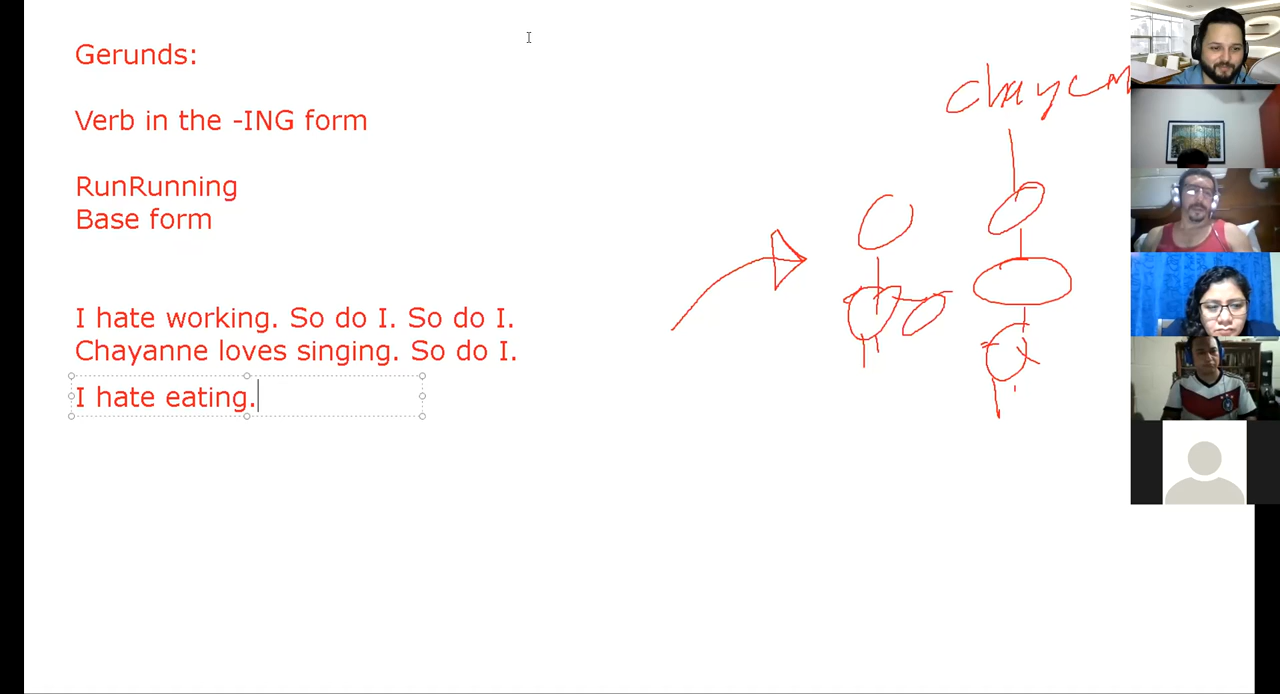 Gerunds:
Verb in the -ING form
RunRunning
Base form
I hate working. So do I. So do I.
Chayanne loves singing. So do I.
I hate eating.